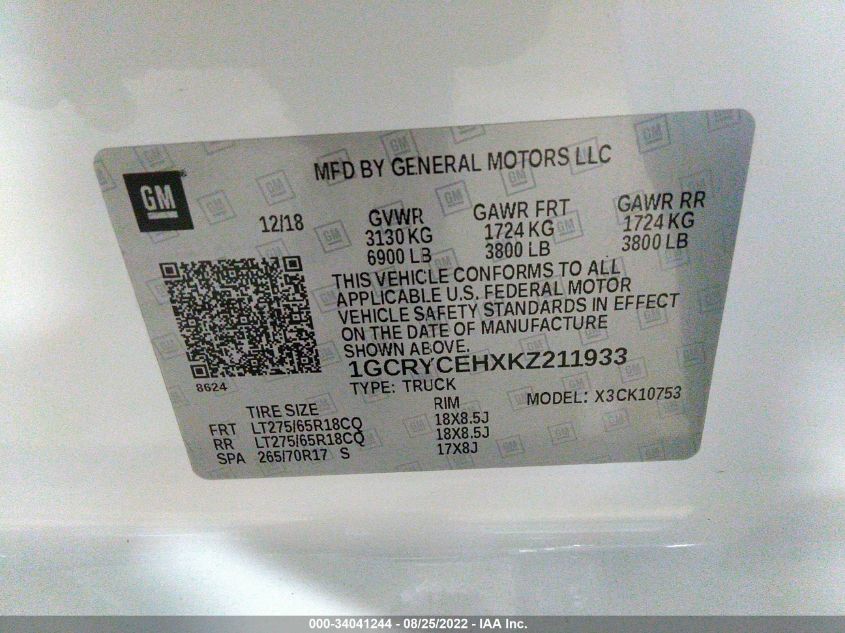 MFD BY GENERAL MOTORS LLC
GM
12/18
GVWR GAWR FRT GAWR RR
3130 KG 1724 KG 1724 KG
6900 LB 3800 LB 3800 LB
THIS VEHICLE CONFORMS TO ALL
APPLICABLE U.S. FEDERAL MOTOR
VEHICLE SAFETY STANDARDS IN EFFECT
ON THE DATE OF MANUFACTURE
SHOWN ABOVE.
1GCRYCEHXKZ211933
8624
TYPE: TRUCK
MODEL: X3CK10753
TIRE SIZE RIM
FRT LT275/65R18CQ 18X8.5J
RR LT275/65R18CQ 18X8.5J
SPA 265/70R17 S 17X8J
000-34041244 - 08/25/2022 - IAA Inc.